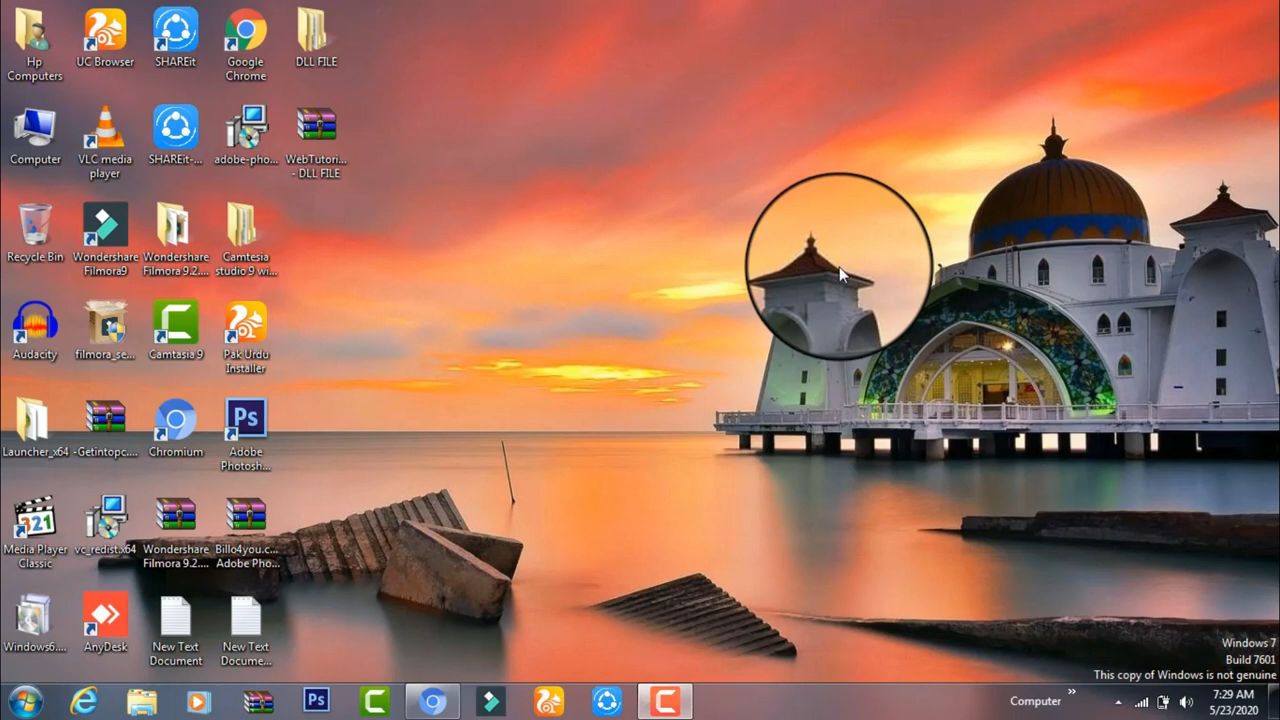 Hp
Computers
UC Browser
SHAREit
Google
Chrome
DLL FILE
Computer
VLC media
player
SHAREit-...
adobe-pho...
WebTutori...
- DLL FILE
Recycle Bin
Wondershare
Filmora9
Wondershare
Filmora 9.2....
Camtesia
studio 9 wi...
Audacity
filmora_se...
Camtasia 9
Pak Urdu
Installer
Launcher_x64
-Getintopc....
Chromium
Ps
Adobe
Photosh...
321
Media Player
Classic
vc_redist.x64
Wondershare
Filmora 9.2....
Billo4you.c...
Adobe Pho...
Windows6....
AnyDesk
New Text
Document
New Text
Docume...
Windows 7
Build 7601
This copy of Windows is not genuine
Ps
Computer
7:29 AM
5/23/2020